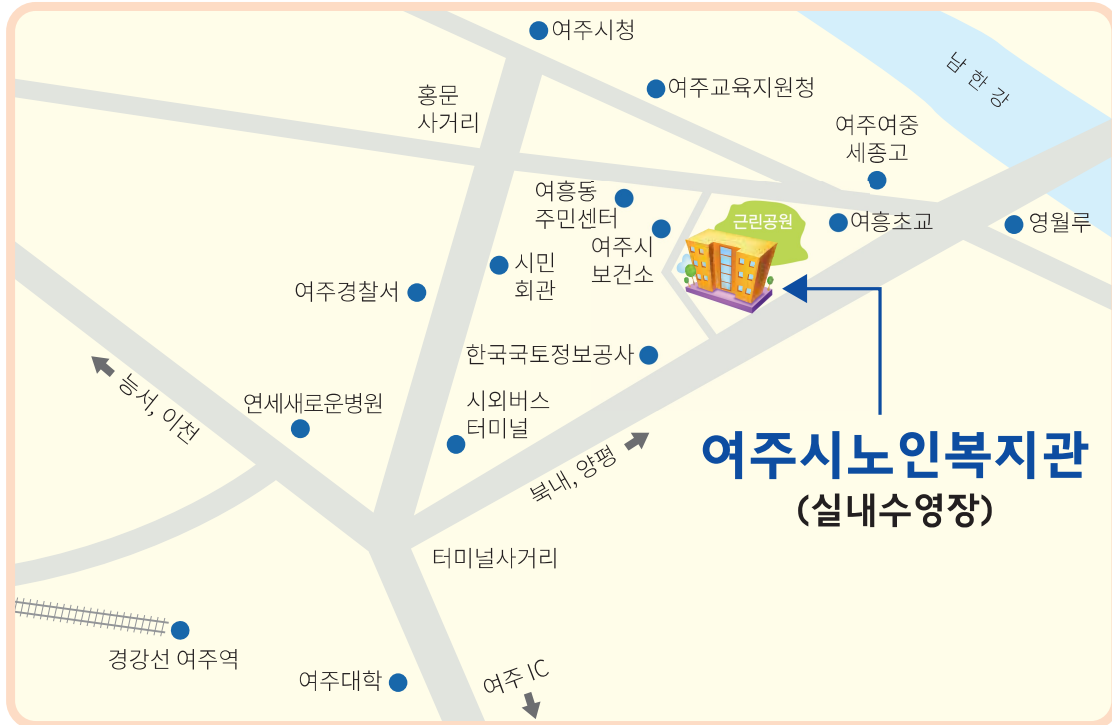 여주시청
여주교육지원청
남한강
홍문
사거리
여주여중
세종고
여흥동
주민센터
근린공원
여흥초교
영월루
여주시
보건소
시민
회관
여주경찰서
한국국토정보공사
능서, 이천
연세새로운병원
시외버스
터미널
북내, 양평
여주시노인복지관
(실내수영장)
터미널사거리
경강선 여주역
여주대학
여주 IC